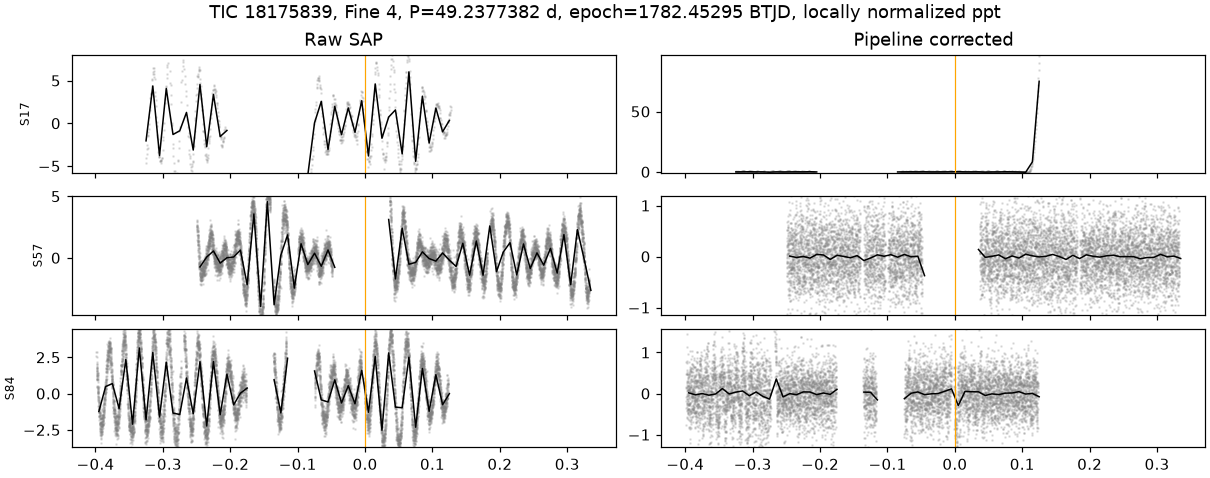 TIC 18175839, Fine 4, P=49.2377382 d, epoch=1782.45295 BTJD, locally normalized ppt
Raw SAP
Pipeline corrected
S17
5
0
−5
50
0
S57
5
0
1
0
−1
S84
2.5
0.0
−2.5
1
0
−1
−0.4 −0.3 −0.2 −0.1 0.0 0.1 0.2 0.3
−0.4 −0.3 −0.2 −0.1 0.0 0.1 0.2 0.3